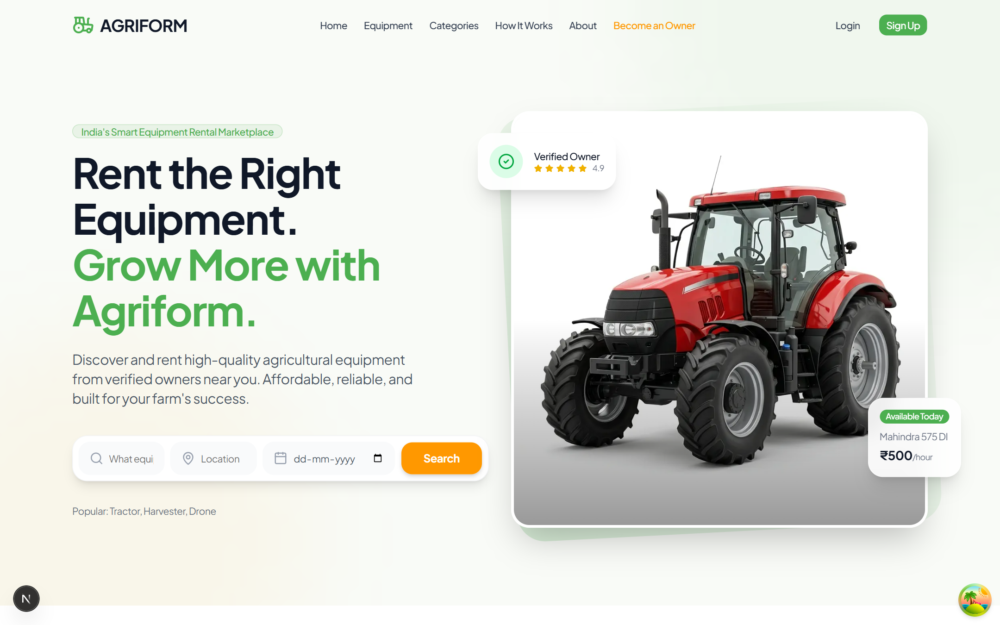 AGRIFORM
Home
Equipment
Categories
How It Works
About
Become an Owner
Login
Sign Up
India's Smart Equipment Rental Marketplace
Rent the Right
Equipment.
Grow More with
Agriform.
Discover and rent high-quality agricultural equipment
from verified owners near you. Affordable, reliable, and
built for your farm's success.
What equi
Location
dd-mm-yyyy
Search
Popular: Tractor, Harvester, Drone
Verified Owner
4.9
Available Today
Mahindra 575 DI
₹500/hour
N